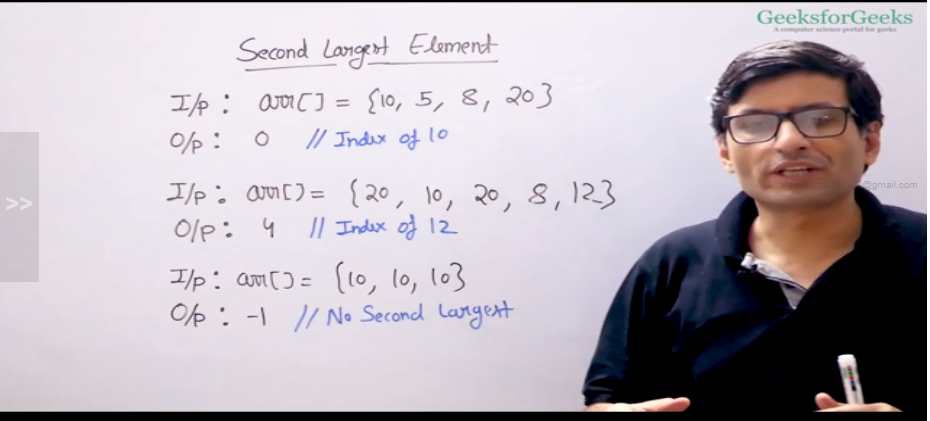 GeeksforGeeks
A computer science portal for geeks
Second Largest Element
I/p : arr[] = {10, 5, 8, 20}
O/p : 0 // Index of 10
I/p : arr[] = {20, 10, 20, 8, 12}
@gmail.com
O/p : 4 // Index of 12
I/p : arr[] = {10, 10, 10}
O/p : -1 // No Second Largest
>>